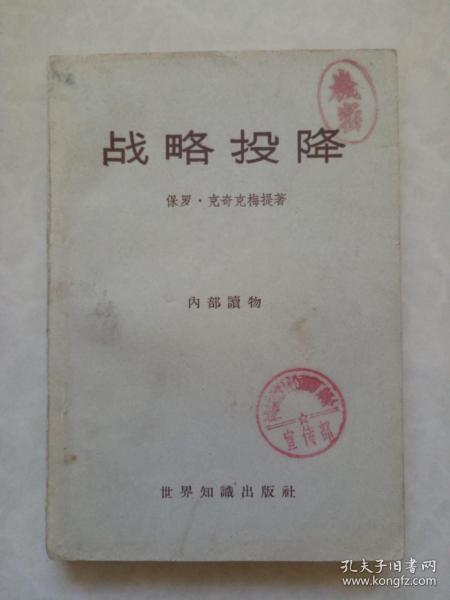 战略投降
保罗·克奇克梅提著
內部讀物
宣传部
世界知識出版社
孔夫子旧书网
www.kongfz.com